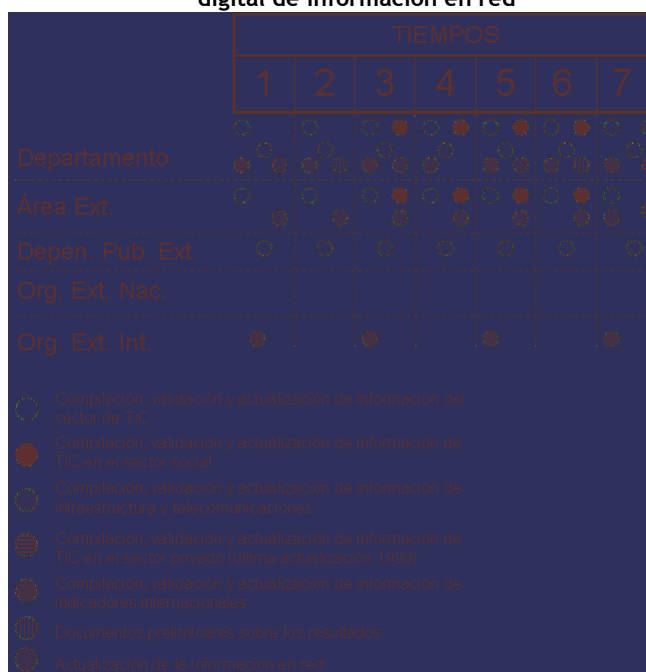 digital de información en red
TIEMPOS
1 2 3 4 5 6 7
Departamento
Área Ext.
Depen. Pub. Ext.
Org. Ext. Nac.
Org. Ext. Int.
Compilación, validación y actualización de información del
sector de TIC
Compilación, validación y actualización de información de
TIC en el sector social
Compilación, validación y actualización de información de
infraestructura y telecomunicaciones
Compilación, validación y actualización de información de
TIC en el sector privado (última actualización 1999)
Compilación, validación y actualización de información de
indicadores internacionales
Documentos preliminares sobre los resultados
Actualización de la información en red